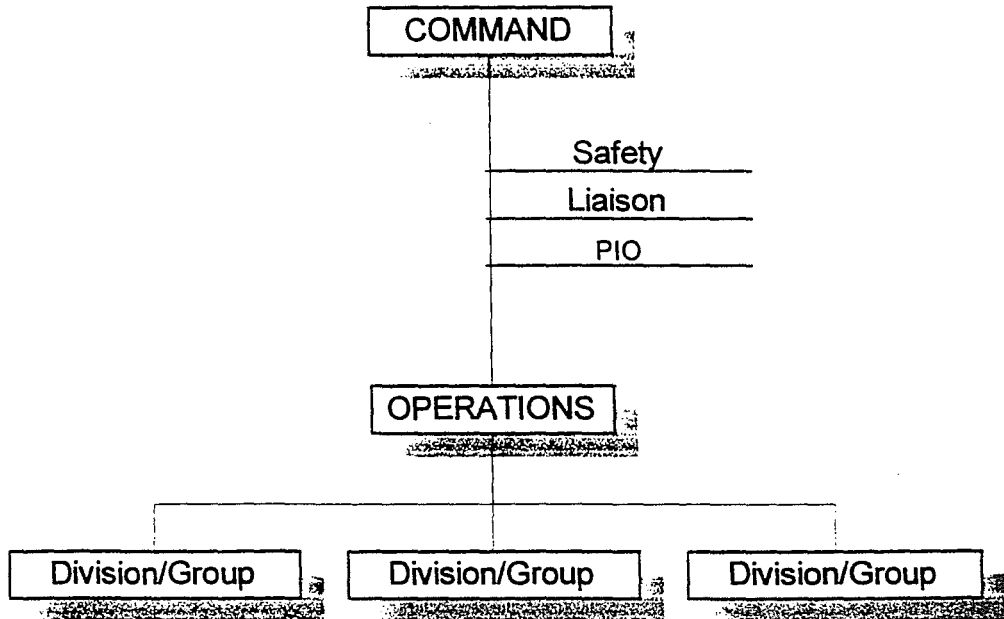 COMMAND
Safety
Liaison
PIO
OPERATIONS
Division/Group Division/Group Division/Group